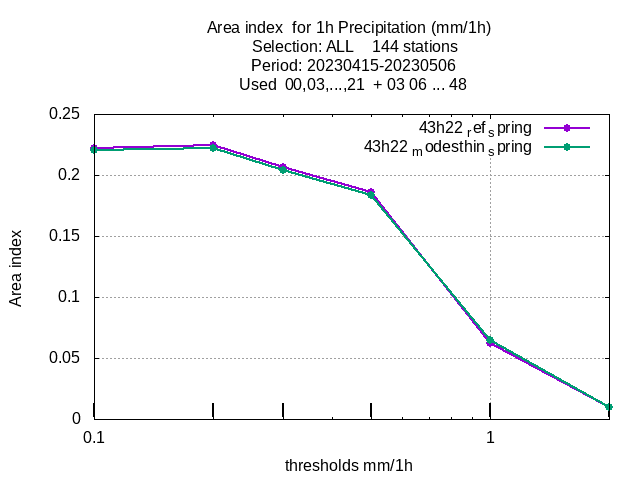 Area index  for 1h Precipitation (mm/1h)
Selection: ALL    144 stations
Period: 20230415-20230506
Used  00,03,...,21  + 03 06 ... 48
0.25
43h22 ref spring
43h22 modesthin spring
0.2
0.15
0.1
0.05
0
Area index
0.1
1
thresholds mm/1h